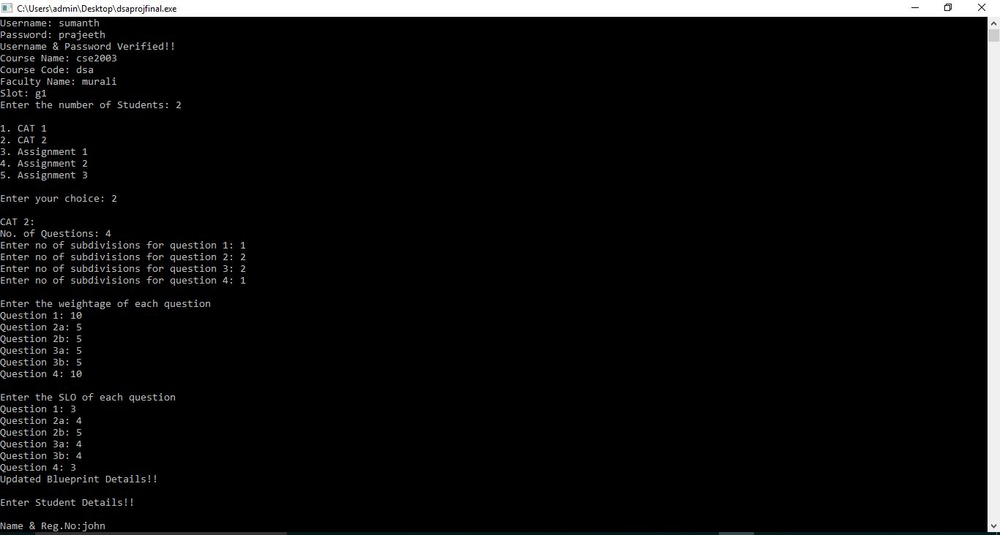 C:\Users\admin\Desktop\dsaprojfinal.exe
Username: sumanth
Password: prajeeth
Username & Password Verified!!
Course Name: cse2003
Course Code: dsa
Faculty Name: murali
Slot: g1
Enter the number of Students: 2
1. CAT 1
2. CAT 2
3. Assignment 1
4. Assignment 2
5. Assignment 3
Enter your choice: 2
CAT 2:
No. of Questions: 4
Enter no of subdivisions for question 1: 1
Enter no of subdivisions for question 2: 2
Enter no of subdivisions for question 3: 2
Enter no of subdivisions for question 4: 1
Enter the weightage of each question
Question 1: 10
Question 2a: 5
Question 2b: 5
Question 3a: 5
Question 3b: 5
Question 4: 10
Enter the SLO of each question
Question 1: 3
Question 2a: 4
Question 2b: 5
Question 3a: 4
Question 3b: 4
Question 4: 3
Updated Blueprint Details!!
Enter Student Details!!
Name & Reg.No:john